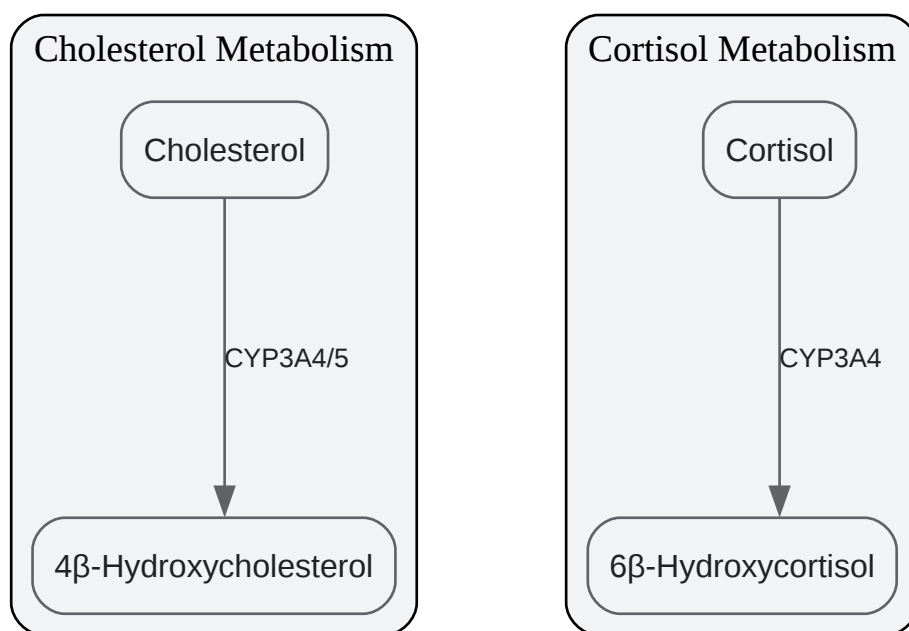 Cholesterol Metabolism
Cholesterol
CYP3A4/5
4β-Hydroxycholesterol
Cortisol Metabolism
Cortisol
CYP3A4
6β-Hydroxycortisol